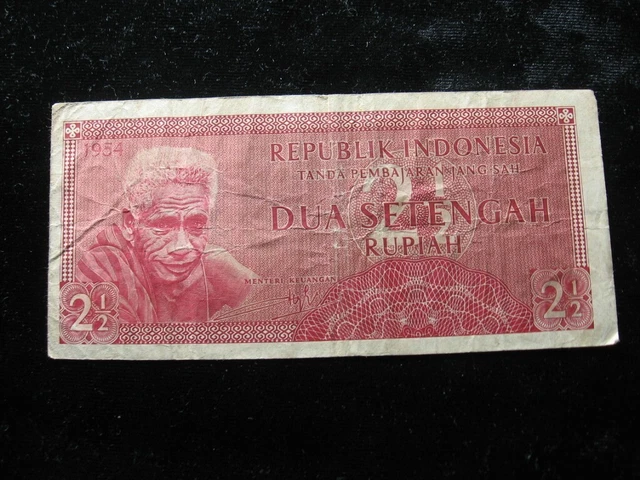 1954
REPUBLIK INDONESIA
TANDA PEMBAJARAN JANG SAH
2½
DUA SETENGAH
RUPIAH
MENTERI KEUANGAN
2½
2½